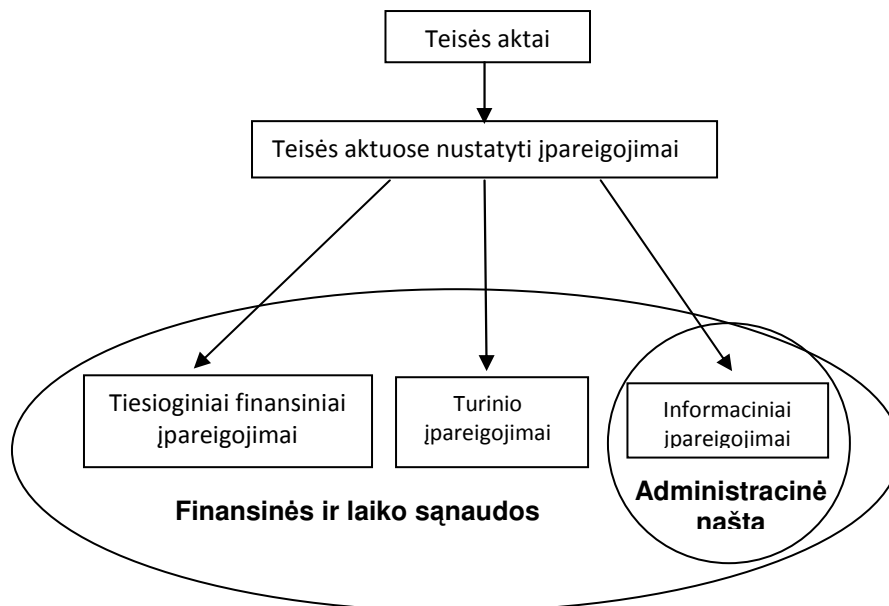 Teisės aktai
Teisės aktuose nustatyti įpareigojimai
Tiesioginiai finansiniai
įpareigojimai
Turinio
įpareigojimai
Informaciniai
įpareigojimai
Finansinės ir laiko sąnaudos
Administracinė
našta